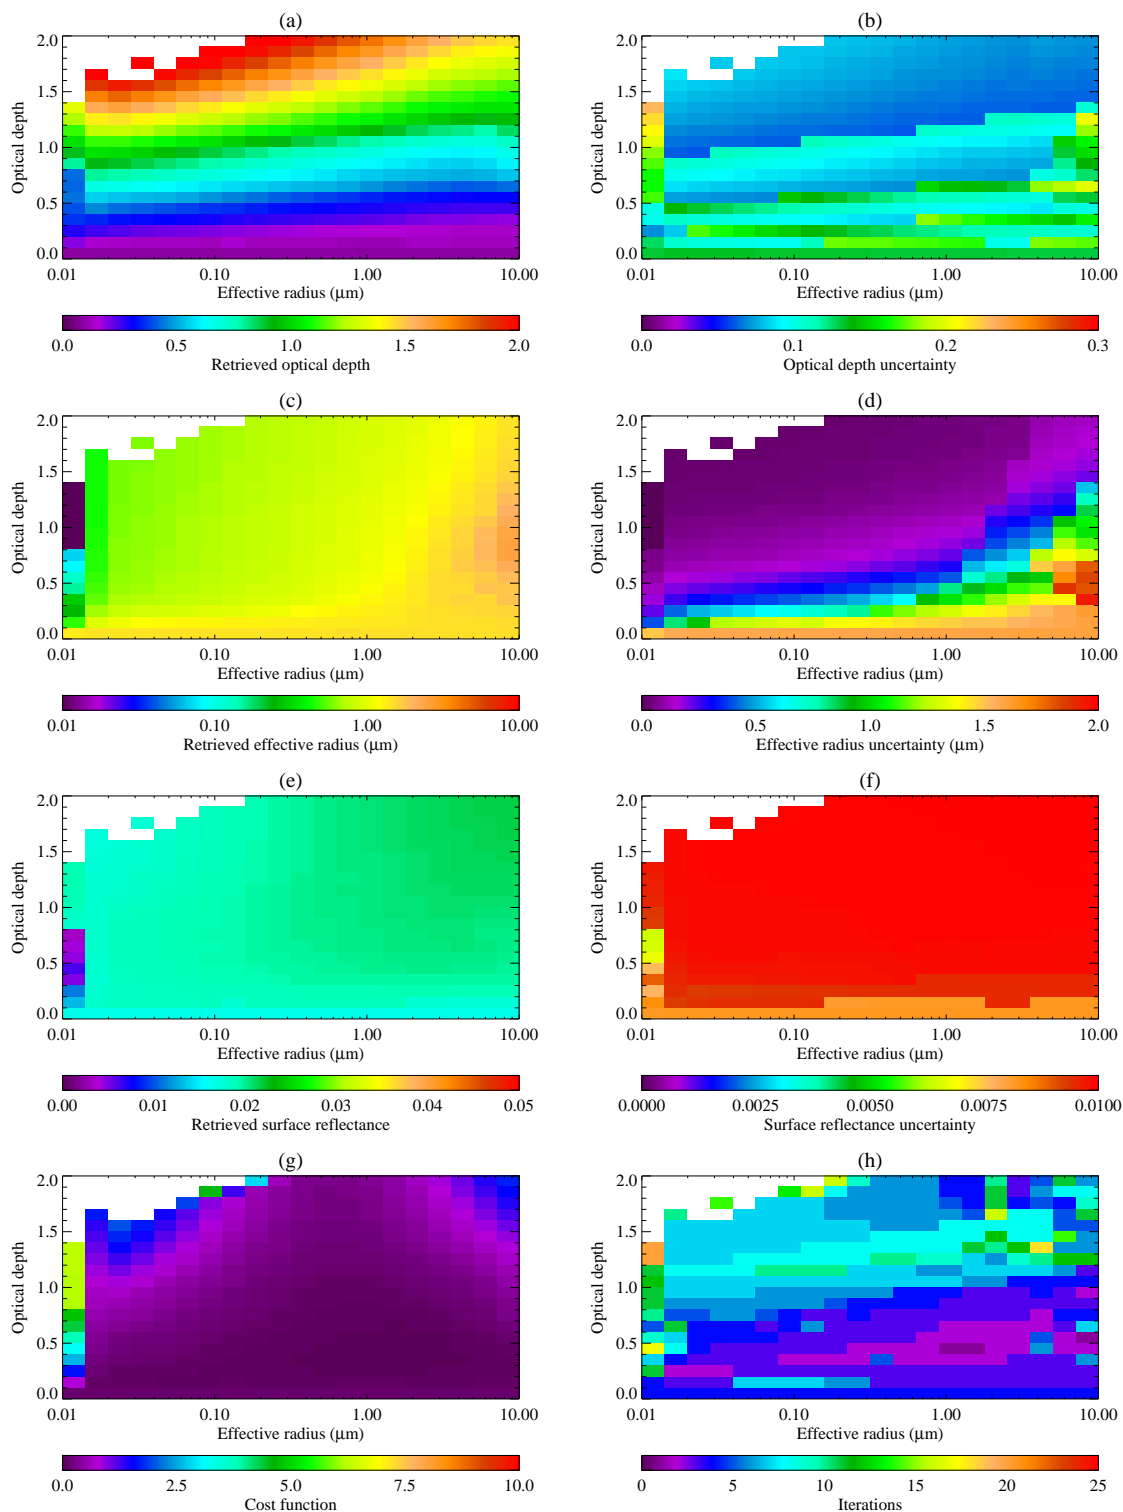 (a)
2.0
1.5
1.0
0.5
0.0
Optical depth
0.01 0.10 1.00 10.00
Effective radius (μm)
0.0 0.5 1.0 1.5 2.0
Retrieved optical depth
(b)
2.0
1.5
1.0
0.5
0.0
Optical depth
0.01 0.10 1.00 10.00
Effective radius (μm)
0.0 0.1 0.2 0.3
Optical depth uncertainty
(c)
2.0
1.5
1.0
0.5
0.0
Optical depth
0.01 0.10 1.00 10.00
Effective radius (μm)
0.01 0.10 1.00 10.00
Retrieved effective radius (μm)
(d)
2.0
1.5
1.0
0.5
0.0
Optical depth
0.01 0.10 1.00 10.00
Effective radius (μm)
0.0 0.5 1.0 1.5 2.0
Effective radius uncertainty (μm)
(e)
2.0
1.5
1.0
0.5
0.0
Optical depth
0.01 0.10 1.00 10.00
Effective radius (μm)
0.00 0.01 0.02 0.03 0.04 0.05
Retrieved surface reflectance
(f)
2.0
1.5
1.0
0.5
0.0
Optical depth
0.01 0.10 1.00 10.00
Effective radius (μm)
0.0000 0.0025 0.0050 0.0075 0.0100
Surface reflectance uncertainty
(g)
2.0
1.5
1.0
0.5
0.0
Optical depth
0.01 0.10 1.00 10.00
Effective radius (μm)
0.0 2.5 5.0 7.5 10.0
Cost function
(h)
2.0
1.5
1.0
0.5
0.0
Optical depth
0.01 0.10 1.00 10.00
Effective radius (μm)
0 5 10 15 20 25
Iterations